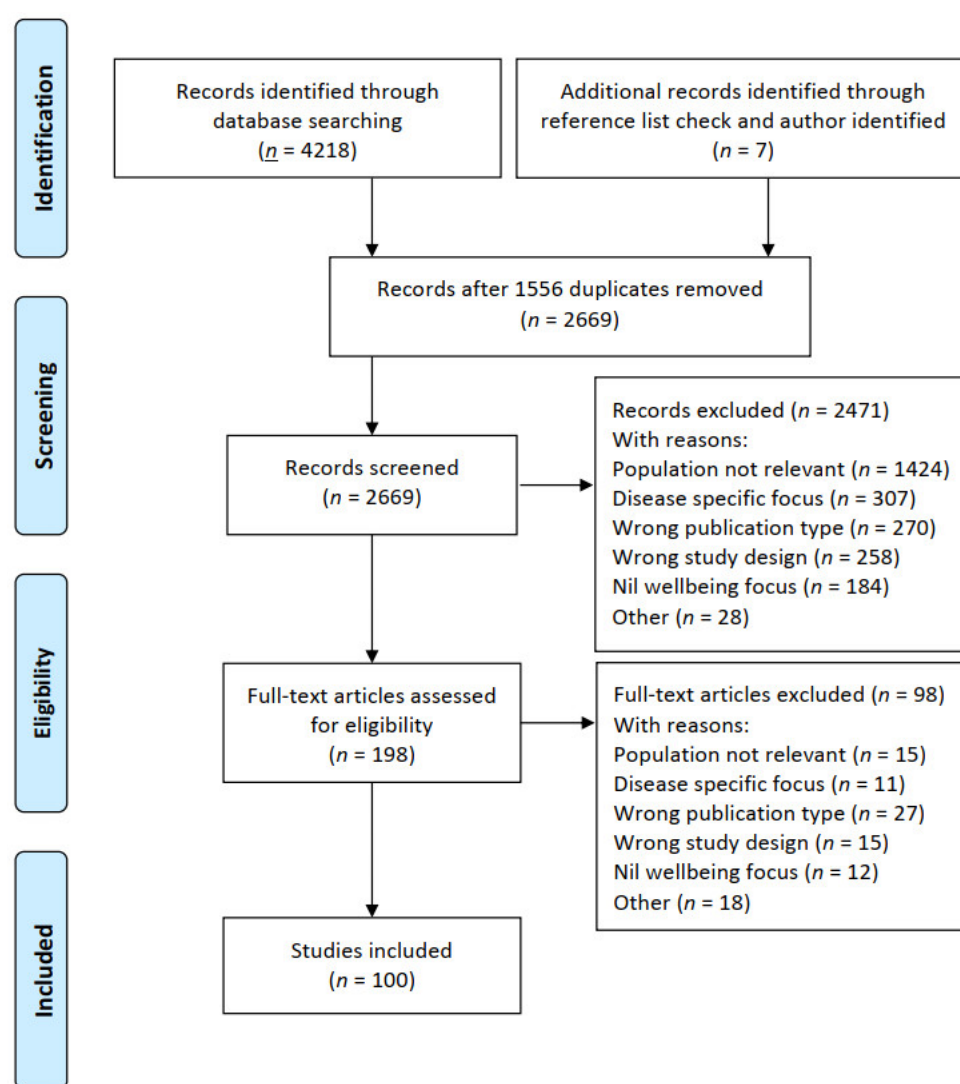 Identification
Records identified through
database searching
(n = 4218)
Additional records identified through
reference list check and author identified
(n = 7)
Records after 1556 duplicates removed
(n = 2669)
Screening
Records screened
(n = 2669)
Records excluded (n = 2471)
With reasons:
Population not relevant (n = 1424)
Disease specific focus (n = 307)
Wrong publication type (n = 270)
Wrong study design (n = 258)
Nil wellbeing focus (n = 184)
Other (n = 28)
Eligibility
Full-text articles assessed
for eligibility
(n = 198)
Full-text articles excluded (n = 98)
With reasons:
Population not relevant (n = 15)
Disease specific focus (n = 11)
Wrong publication type (n = 27)
Wrong study design (n = 15)
Nil wellbeing focus (n = 12)
Other (n = 18)
Included
Studies included
(n = 100)